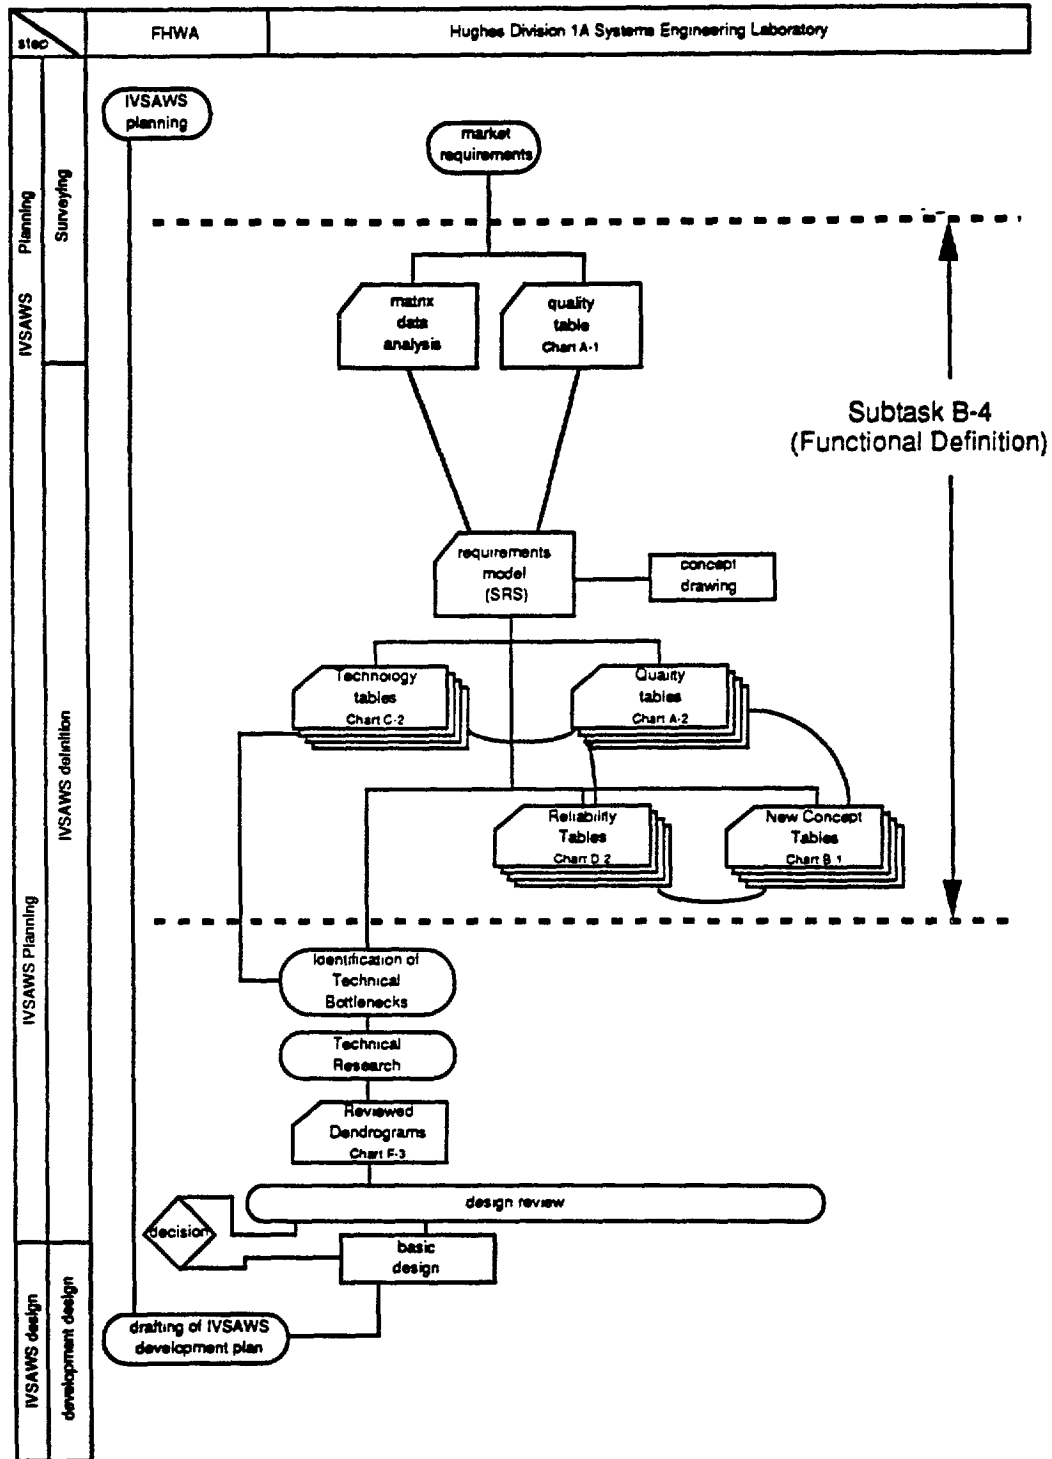 step
FHWA
Hughes Division 1A Systems Engineering Laboratory
IVSAWS Planning
Surveying
IVSAWS
planning
market
requirements
matrix
data
analysis
quality
table
Chart A-1
Subtask B-4
(Functional Definition)
requirements
model
(SRS)
concept
drawing
Technology
tables
Chart C-2
Quality
tables
Chart A-2
IVSAWS Planning
IVSAWS definition
Reliability
Tables
Chart D-2
New Concept
Tables
Chart B-1
Identification of
Technical
Bottlenecks
Technical
Research
Reviewed
Dendrograms
Chart F-3
design review
decision
basic
design
IVSAWS design
development design
drafting of IVSAWS
development plan